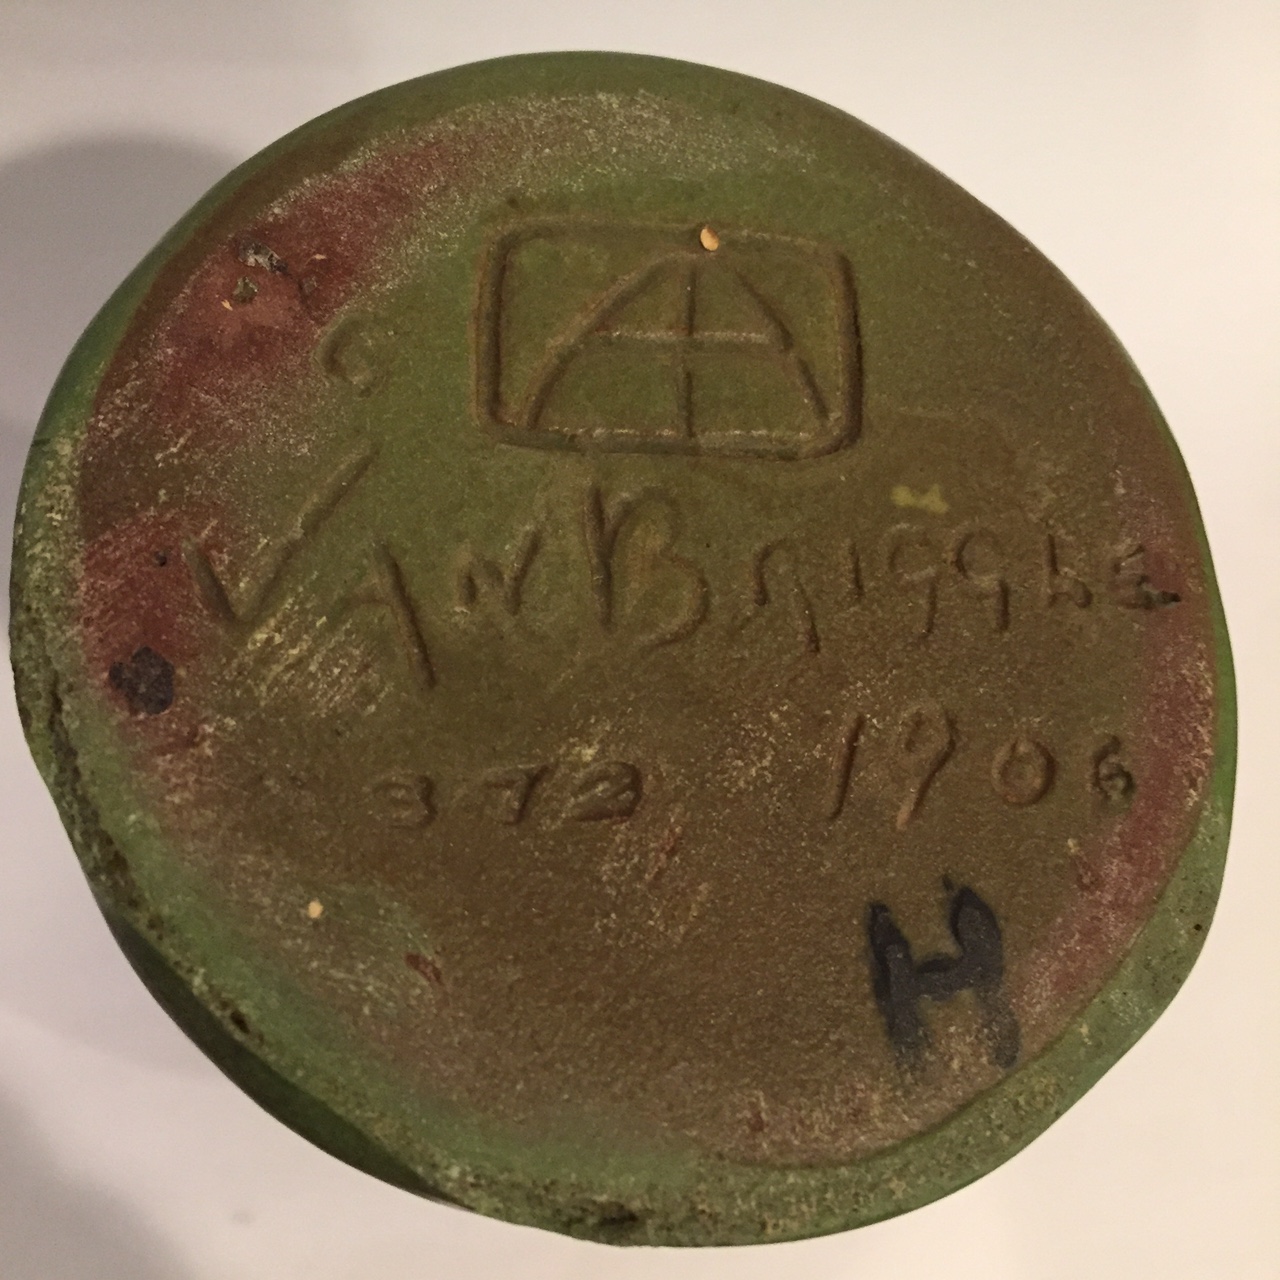 VAN BRIGGLE
372 1906
H